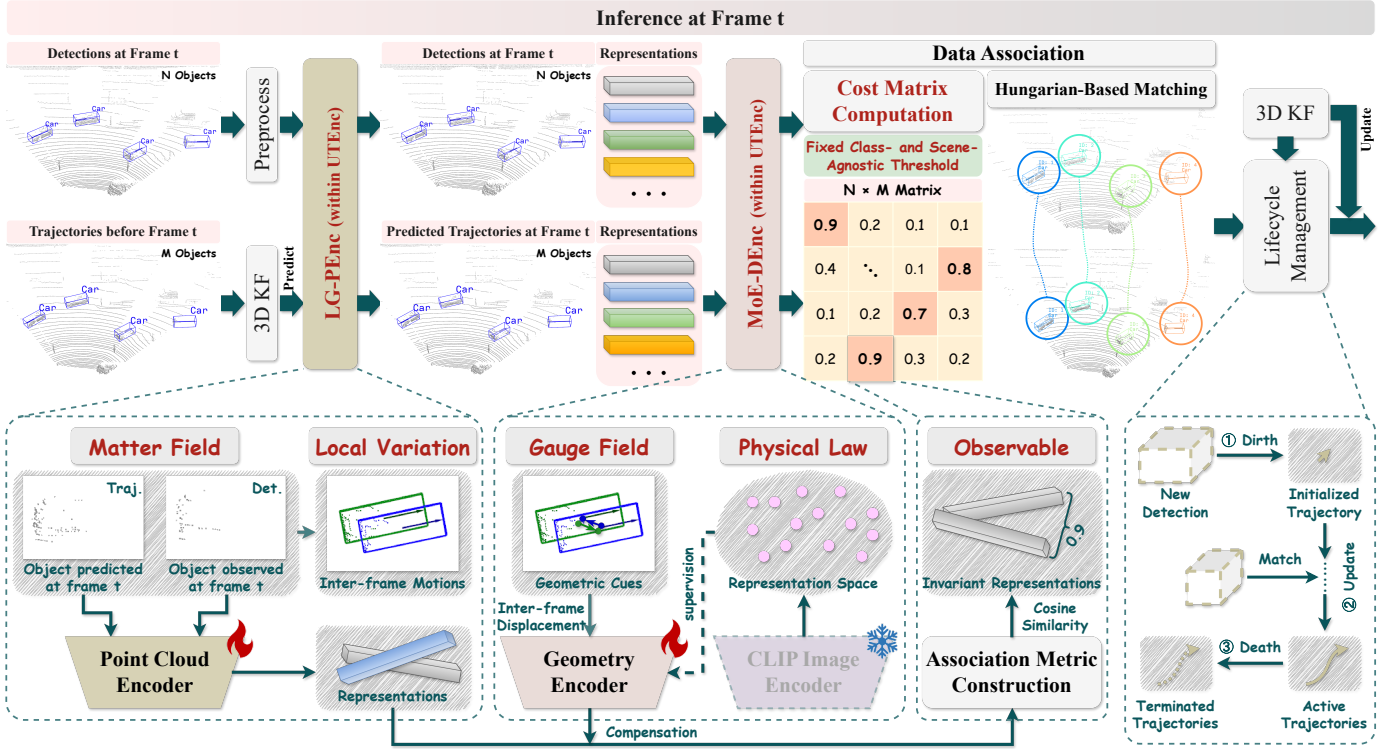 Inference at Frame t
Detections at Frame t
N Objects
Car
Car
Car
Car
Preprocess
Trajectories before Frame t
M Objects
Car
Car
Car
Car
3D KF
Predict
LG-PEnc (within UTEnc)
Detections at Frame t
N Objects
Car
Car
Car
Car
Representations
...
Predicted Trajectories at Frame t
M Objects
Car
Car
Car
Car
Representations
...
MoE-DEnc (within UTEnc)
Data Association
Cost Matrix
Computation
Fixed Class- and Scene-
Agnostic Threshold
N × M Matrix
0.9 0.2 0.1 0.1
0.4 ⋱ 0.1 0.8
0.1 0.2 0.7 0.3
0.2 0.9 0.3 0.2
Hungarian-Based Matching
3D KF
Update
Lifecycle
Management
Matter Field
Local Variation
Traj.
Det.
Object predicted
at frame t
Object observed
at frame t
Inter-frame Motions
Point Cloud
Encoder
Representations
Gauge Field
Physical Law
Geometric Cues
Representation Space
Inter-frame
Displacement
supervision
Geometry
Encoder
CLIP Image
Encoder
Compensation
Observable
0.9
Invariant Representations
Cosine
Similarity
Association Metric
Construction
① Dirth
New
Detection
Initialized
Trajectory
Match
② Update
③ Death
Terminated
Trajectories
Active
Trajectories